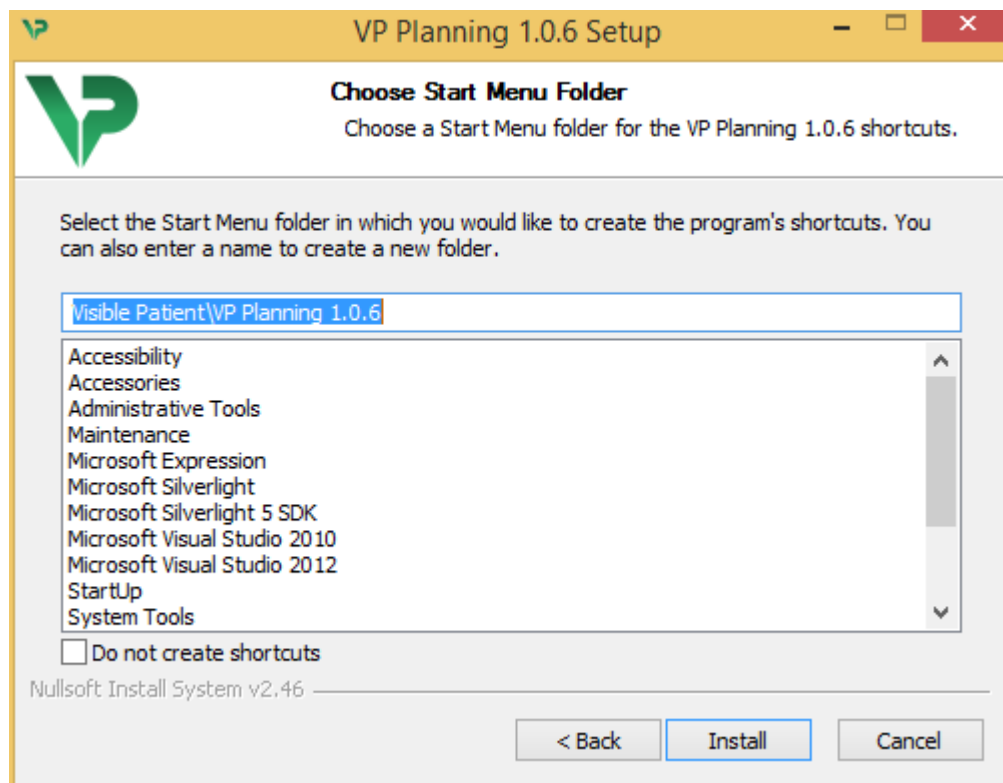 VP Planning 1.0.6 Setup
VP
Choose Start Menu Folder
Choose a Start Menu folder for the VP Planning 1.0.6 shortcuts.
Select the Start Menu folder in which you would like to create the program's shortcuts. You
can also enter a name to create a new folder.
Visible Patient\VP Planning 1.0.6
Accessibility
Accessories
Administrative Tools
Maintenance
Microsoft Expression
Microsoft Silverlight
Microsoft Silverlight 5 SDK
Microsoft Visual Studio 2010
Microsoft Visual Studio 2012
StartUp
System Tools
Do not create shortcuts
Nullsoft Install System v2.46
< Back Install Cancel